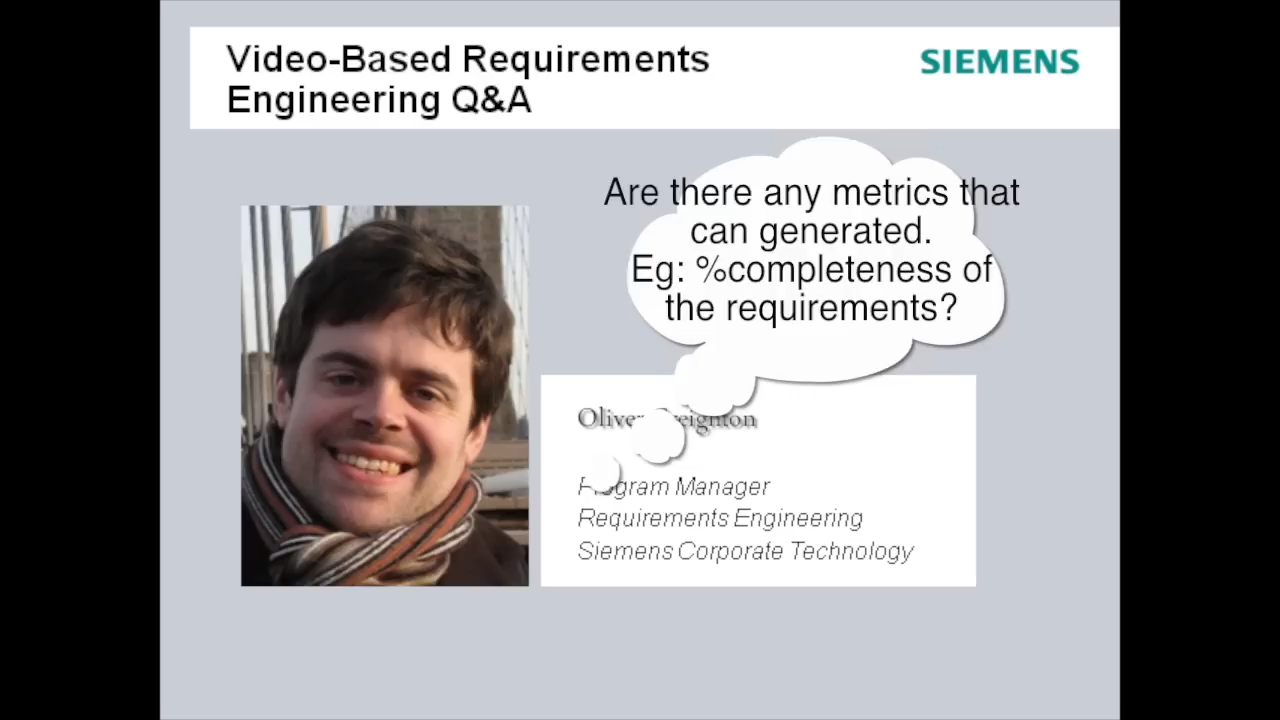 Video-Based Requirements
Engineering Q&A
SIEMENS
Are there any metrics that
can generated.
Eg: %completeness of
the requirements?
Manager
Requirements Engineering
Siemens Corporate Technology